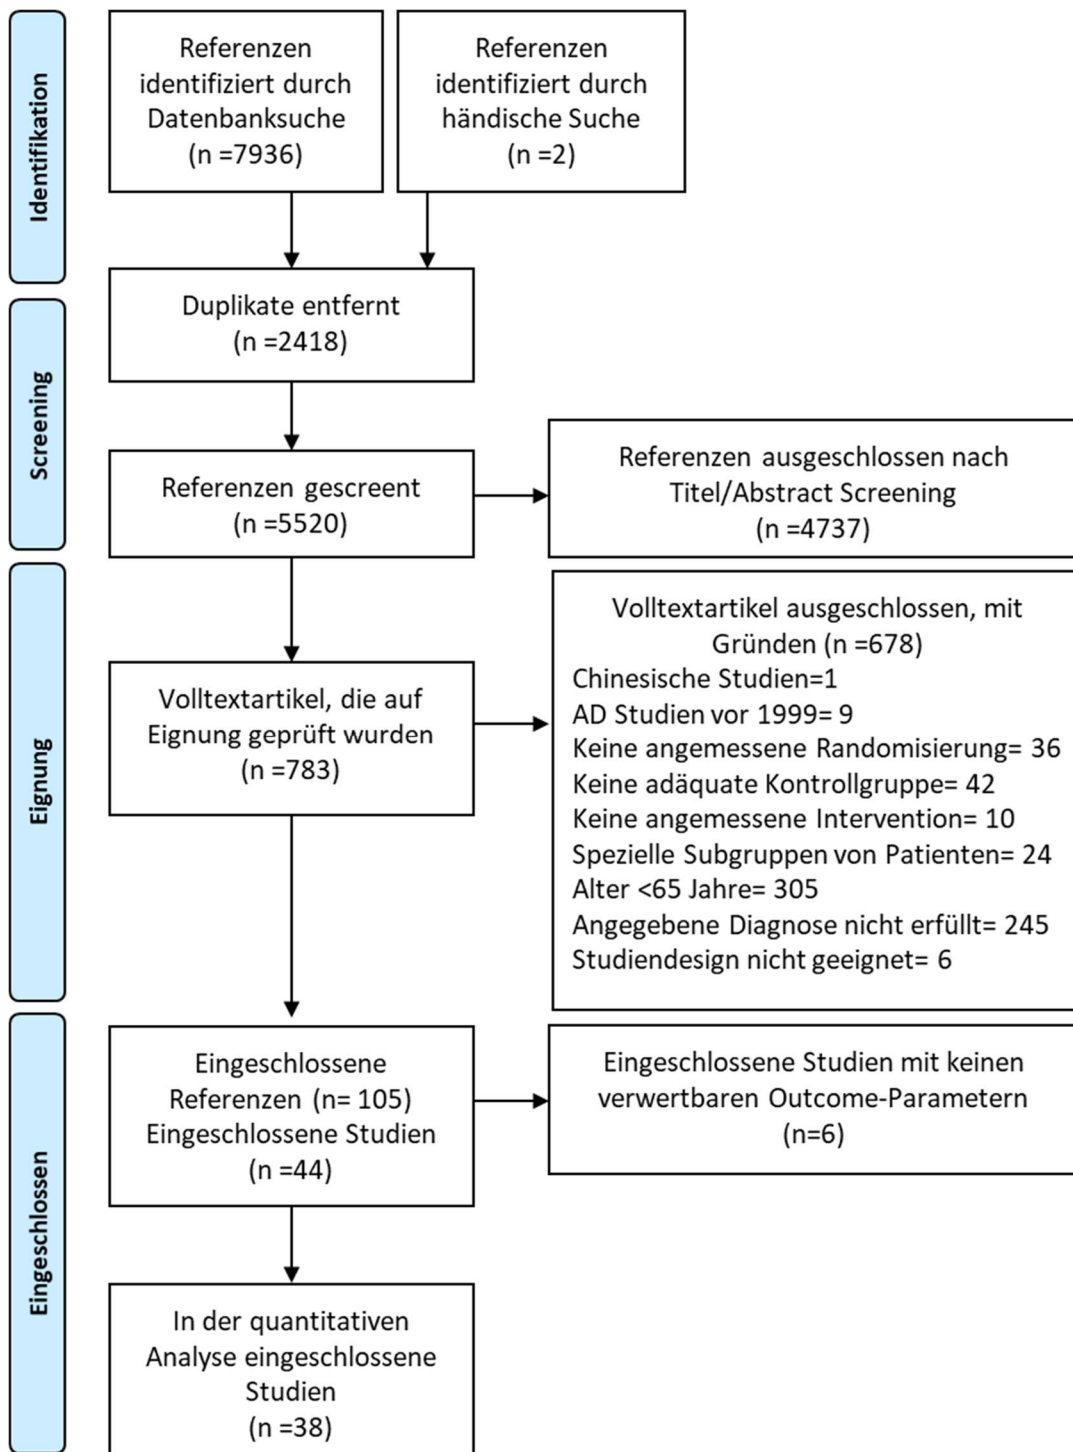 Identifikation
Referenzen
identifiziert durch
Datenbanksuche
(n =7936)
Referenzen
identifiziert durch
händische Suche
(n =2)
Screening
Duplikate entfernt
(n =2418)
Referenzen gescreent
(n =5520)
Referenzen ausgeschlossen nach
Titel/Abstract Screening
(n =4737)
Eignung
Volltextartikel, die auf
Eignung geprüft wurden
(n =783)
Volltextartikel ausgeschlossen, mit
Gründen (n =678)
Chinesische Studien=1
AD Studien vor 1999= 9
Keine angemessene Randomisierung= 36
Keine adäquate Kontrollgruppe= 42
Keine angemessene Intervention= 10
Spezielle Subgruppen von Patienten= 24
Alter <65 Jahre= 305
Angegebene Diagnose nicht erfüllt= 245
Studiendesign nicht geeignet= 6
Eingeschlossen
Eingeschlossene
Referenzen (n= 105)
Eingeschlossene Studien
(n =44)
Eingeschlossene Studien mit keinen
verwertbaren Outcome-Parametern
(n=6)
In der quantitativen
Analyse eingeschlossene
Studien
(n =38)